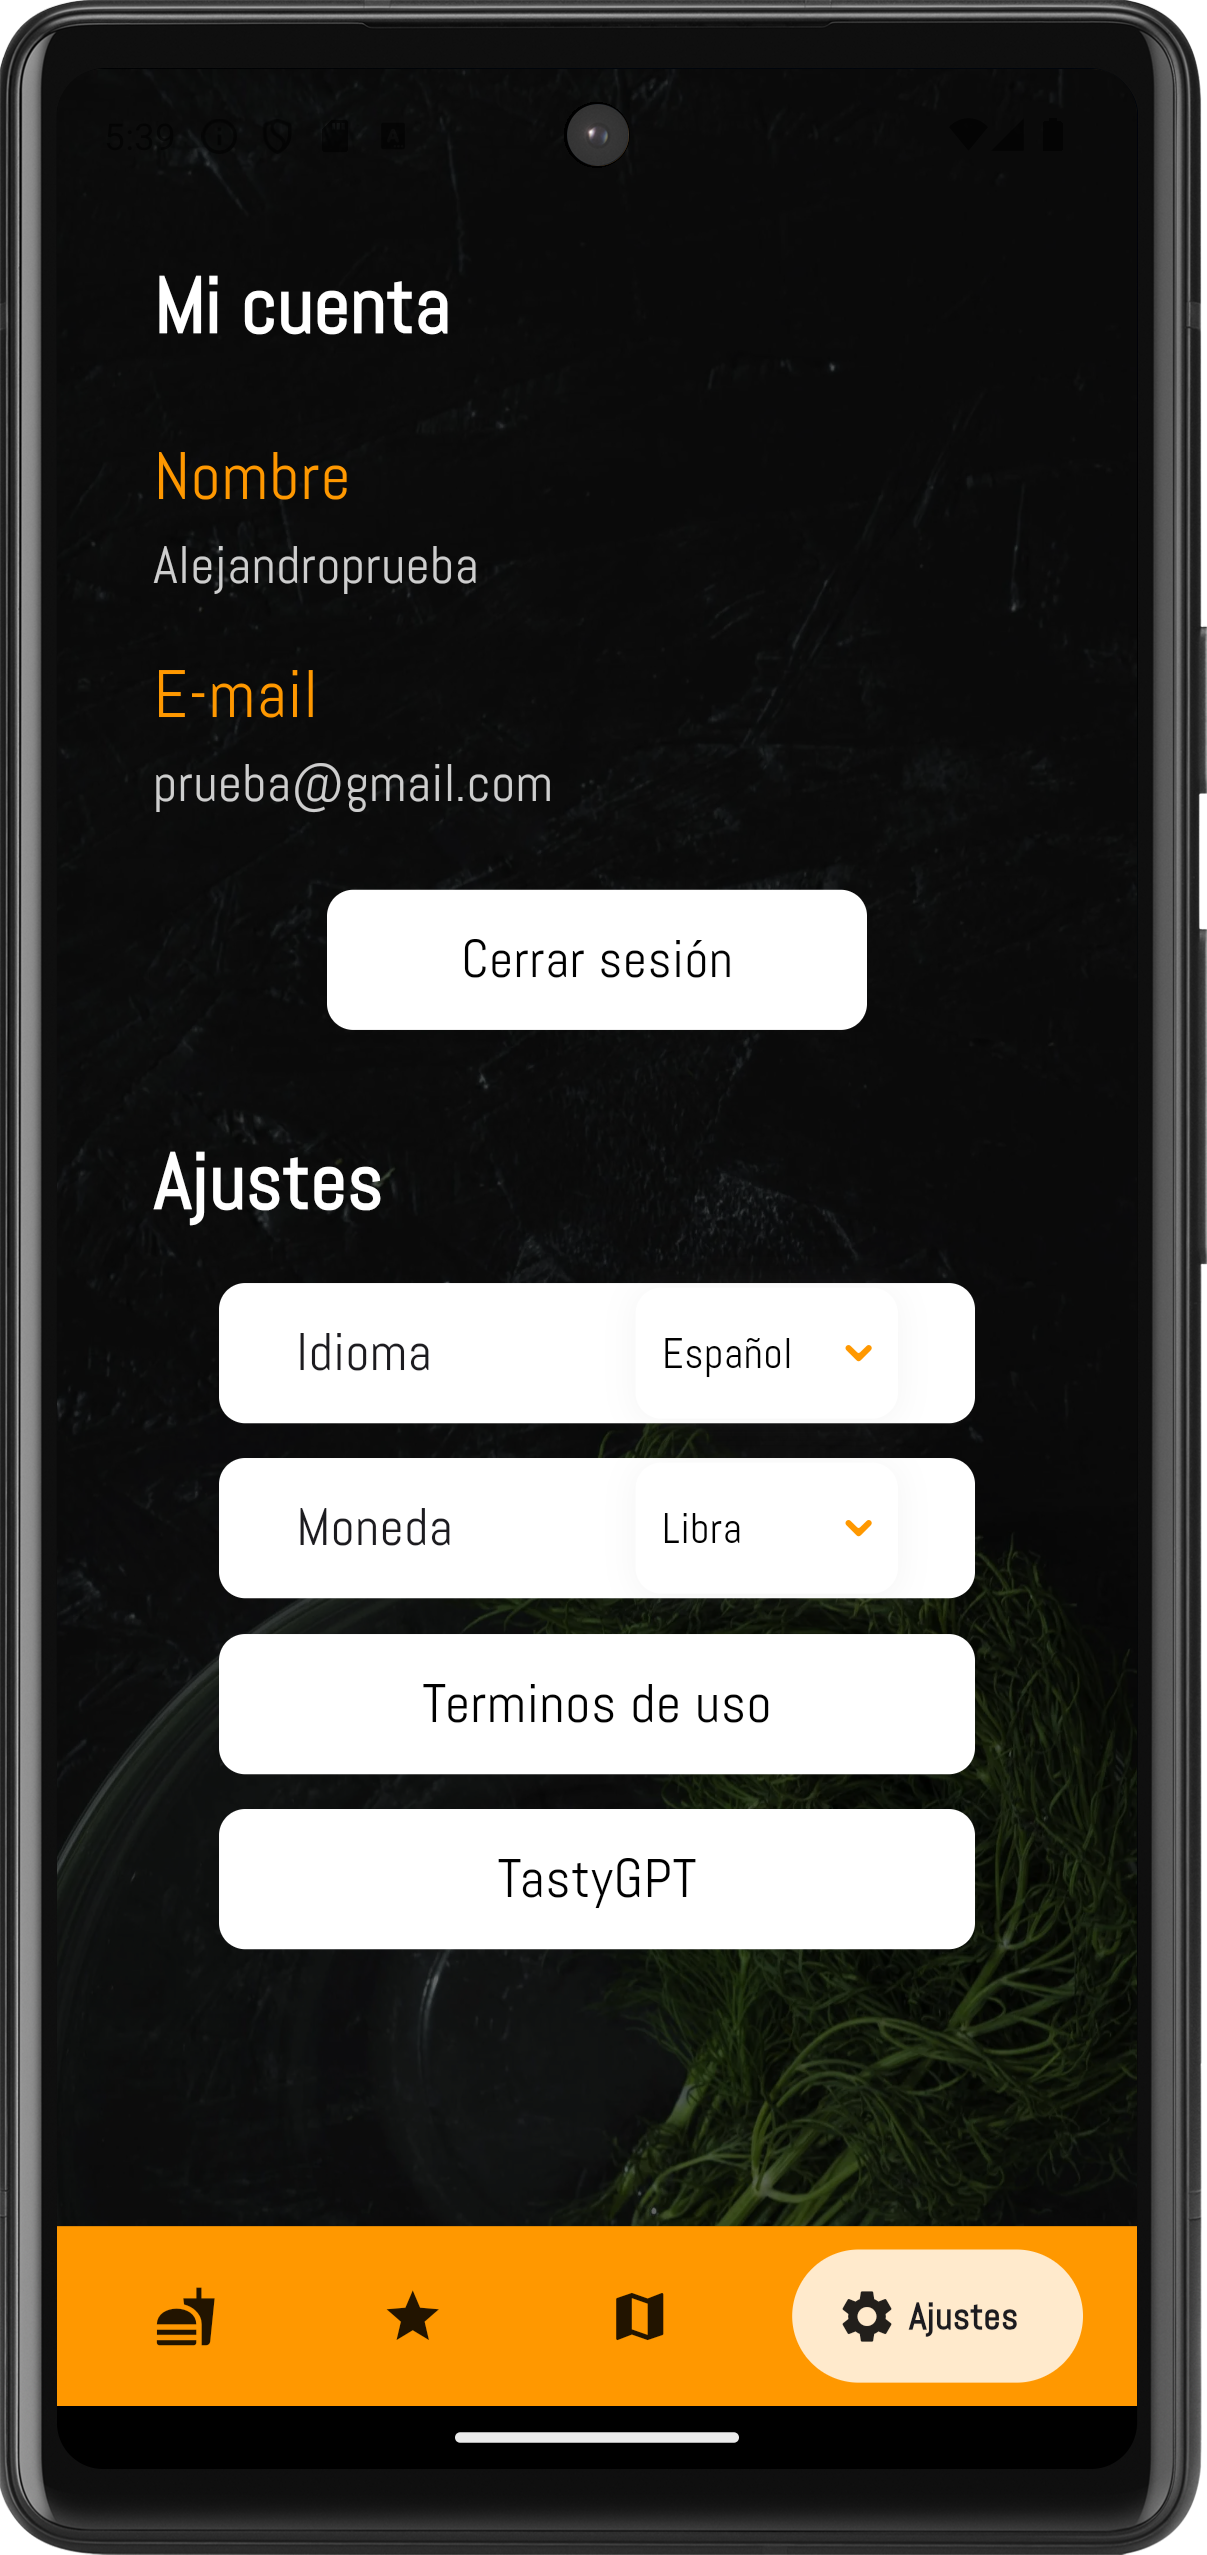 5:39
Mi cuenta
Nombre
Alejandroprueba
E-mail
prueba@gmail.com
Cerrar sesión
Ajustes
Idioma Español
Moneda Libra
Terminos de uso
TastyGPT
Ajustes